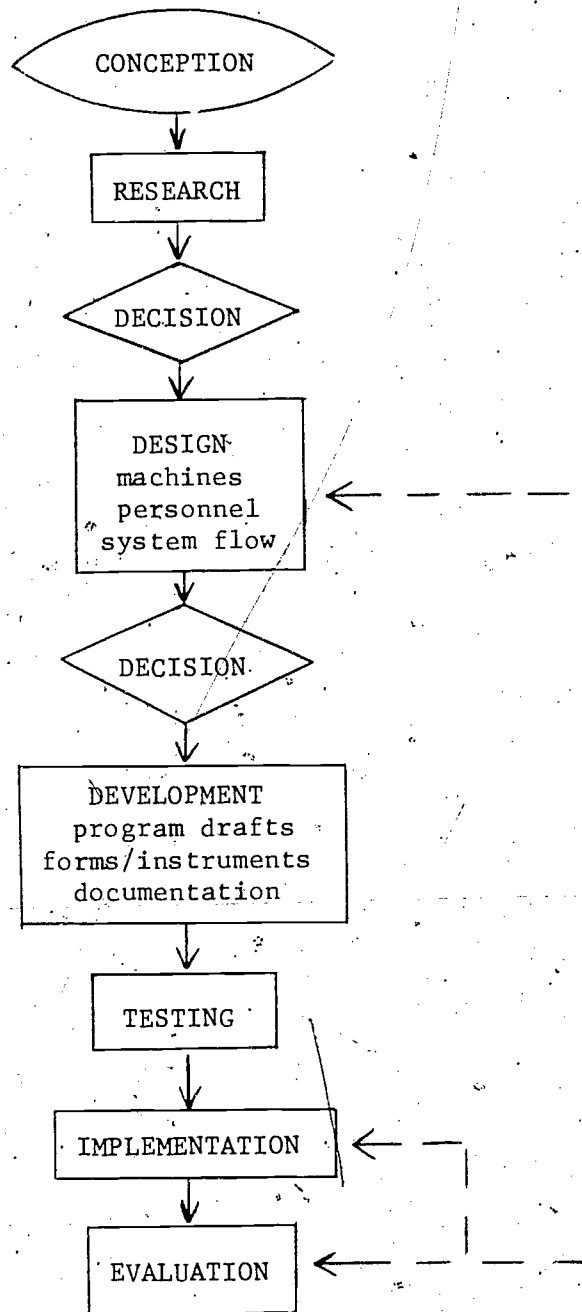 CONCEPTION
RESEARCH
DECISION
DESIGN
machines
personnel
system flow
DECISION
DEVELOPMENT
program drafts
forms/instruments
documentation
TESTING
IMPLEMENTATION
EVALUATION